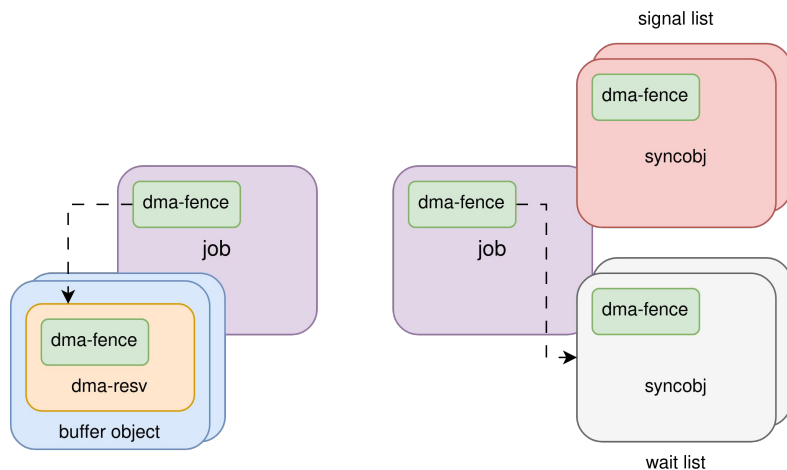 signal list
dma-fence
syncobj
dma-fence
job
dma-fence
job
dma-fence
dma-resv
buffer object
dma-fence
syncobj
wait list